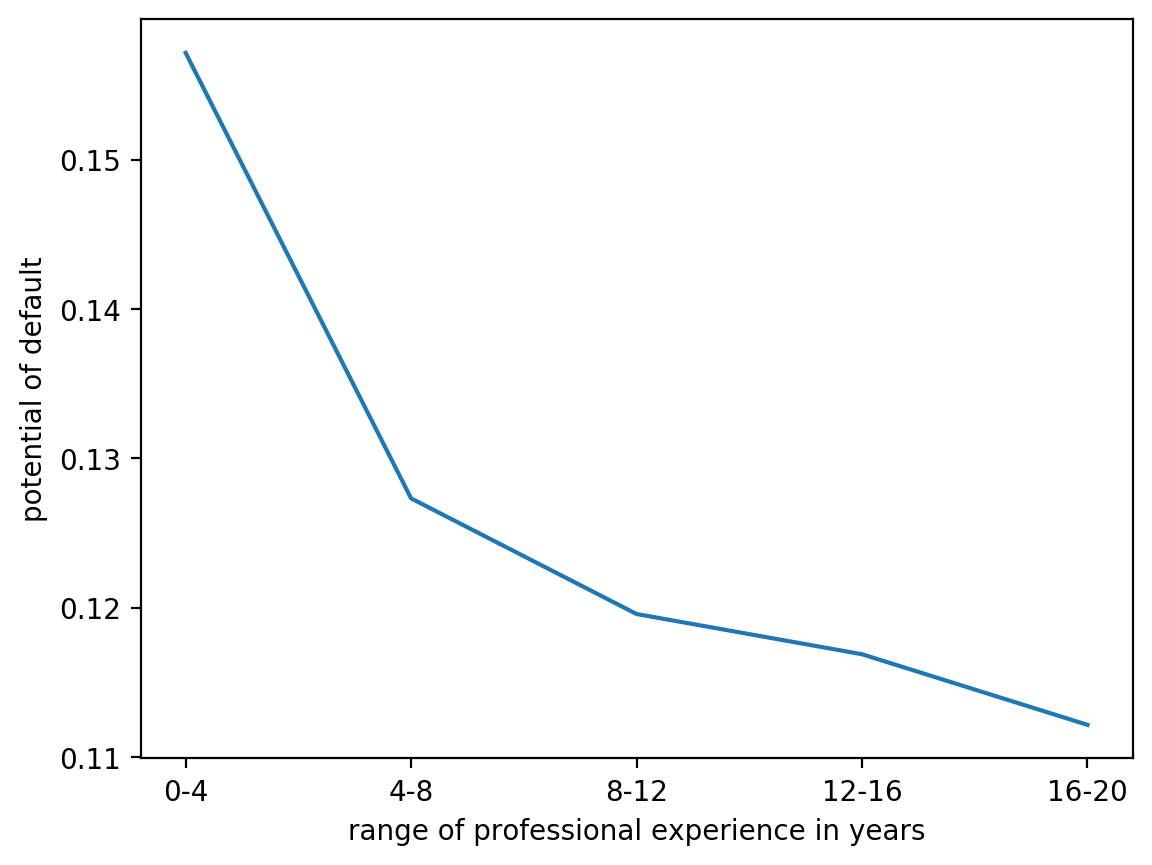 potential of default
0.15
0.14
0.13
0.12
0.11
0-4 4-8 8-12 12-16 16-20
range of professional experience in years